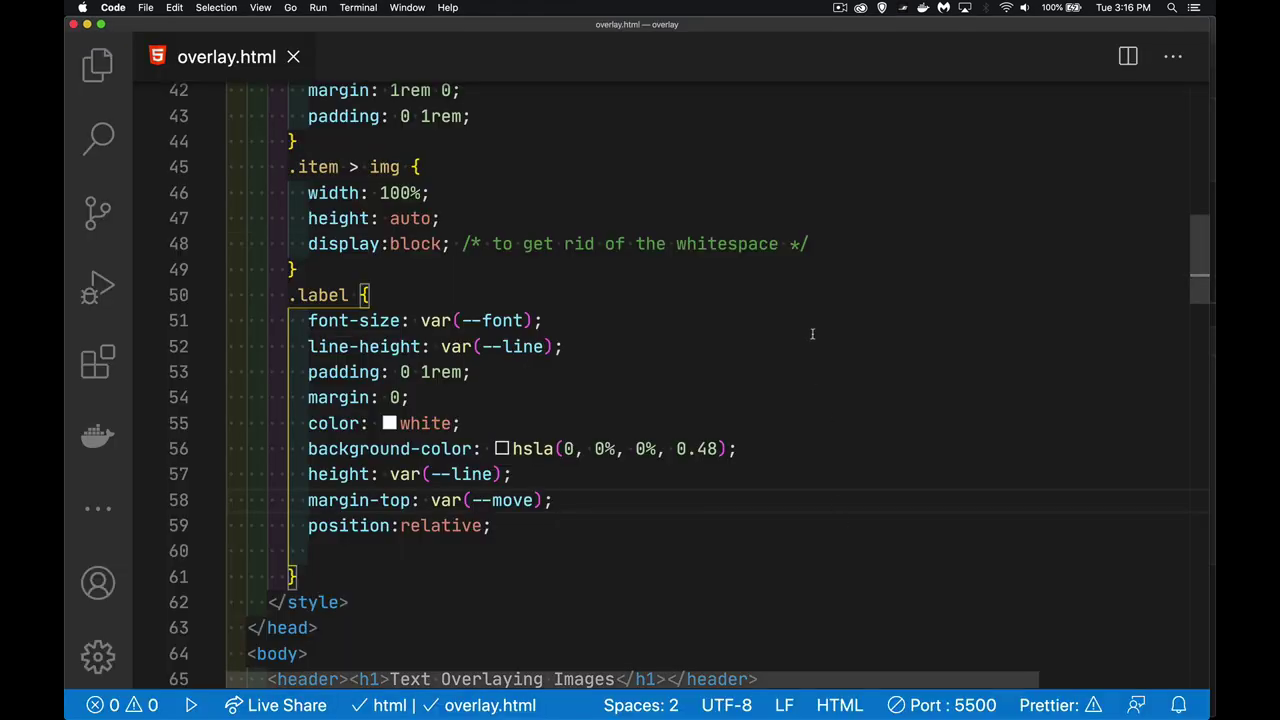 Code File Edit Selection View Go Run Terminal Window Help 100% Tue 3:16 PM
overlay.html — overlay
overlay.html
42 margin: 1rem 0;
43 padding: 0 1rem;
44 }
45 .item > img {
46 width: 100%;
47 height: auto;
48 display:block; /* to get rid of the whitespace */
49 }
50 .label {
51 font-size: var(--font);
52 line-height: var(--line);
53 padding: 0 1rem;
54 margin: 0;
55 color: white;
56 background-color: hsla(0, 0%, 0%, 0.48);
57 height: var(--line);
58 margin-top: var(--move);
59 position:relative;
60
61 }
62 </style>
63 </head>
64 <body>
65 <header><h1>Text Overlaying Images</h1></header>
0 0 Live Share html overlay.html Spaces: 2 UTF-8 LF HTML Port : 5500 Prettier: